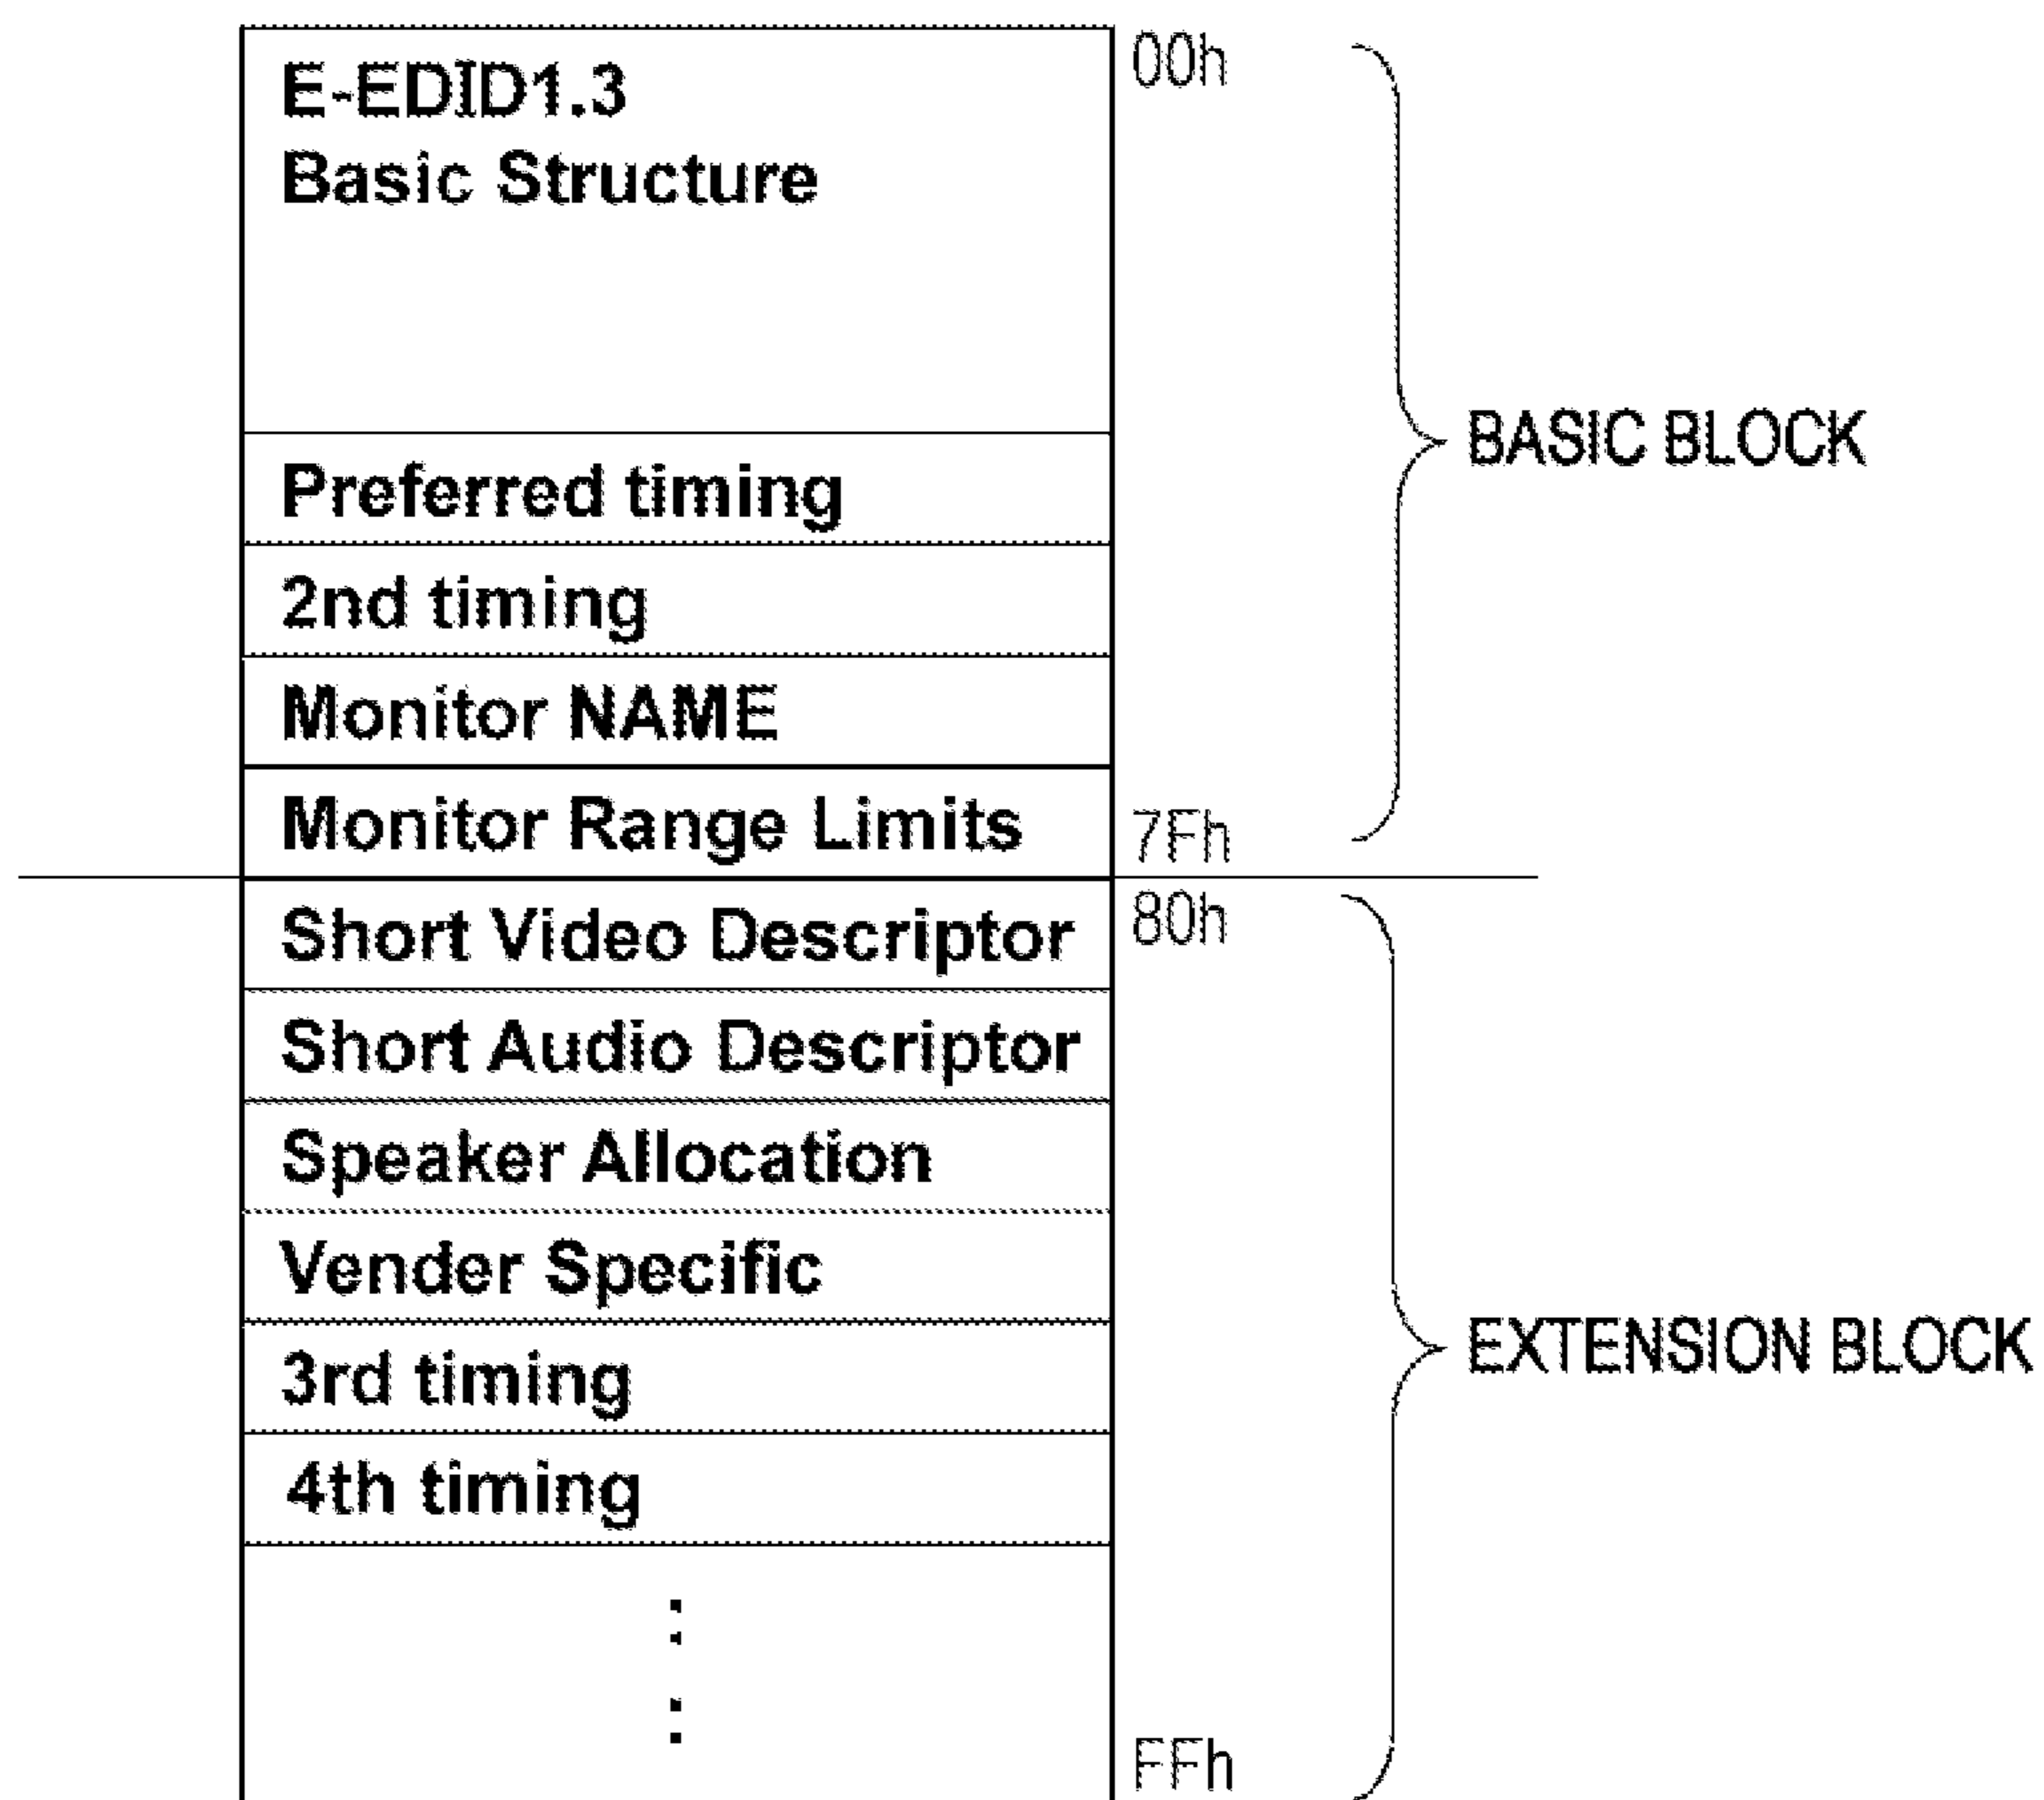 E-EDID1.3
Basic Structure
00h
Preferred timing
BASIC BLOCK
2nd timing
Monitor NAME
Monitor Range Limits
7Fh
Short Video Descriptor
80h
Short Audio Descriptor
Speaker Allocation
Vender Specific
3rd timing
EXTENSION BLOCK
4th timing
FFh